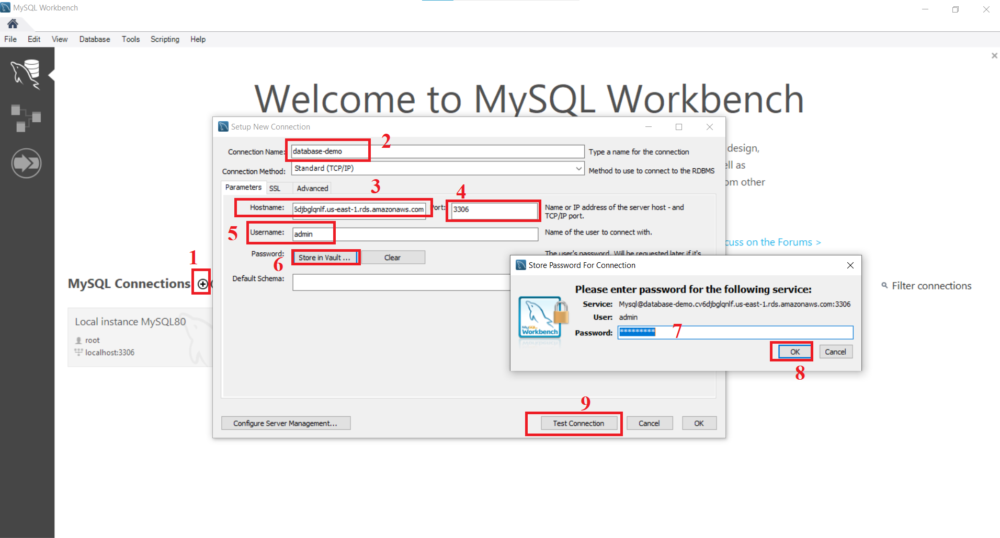 MySQL Workbench
File Edit View Database Tools Scripting Help
Welcome to MySQL Workbench
design,
ell as
om other
cuss on the Forums >
1
MySQL Connections
Filter connections
Local instance MySQL80
root
localhost:3306
Setup New Connection
2
Connection Name: database-demo Type a name for the connection
Connection Method: Standard (TCP/IP) Method to use to connect to the RDBMS
Parameters SSL Advanced
3
4
Hostname: 6djbglqnlf.us-east-1.rds.amazonaws.com Port: 3306 Name or IP address of the server host - and
TCP/IP port.
5
Username: admin Name of the user to connect with.
Password: Store in Vault ... Clear The user's password. Will be requested later if it's
6
Default Schema:
Store Password For Connection
Please enter password for the following service:
Service: Mysql@database-demo.cv6djbglqnlf.us-east-1.rds.amazonaws.com:3306
User: admin
Password: *********
7
MySQL
Workbench
OK Cancel
8
9
Configure Server Management... Test Connection Cancel OK